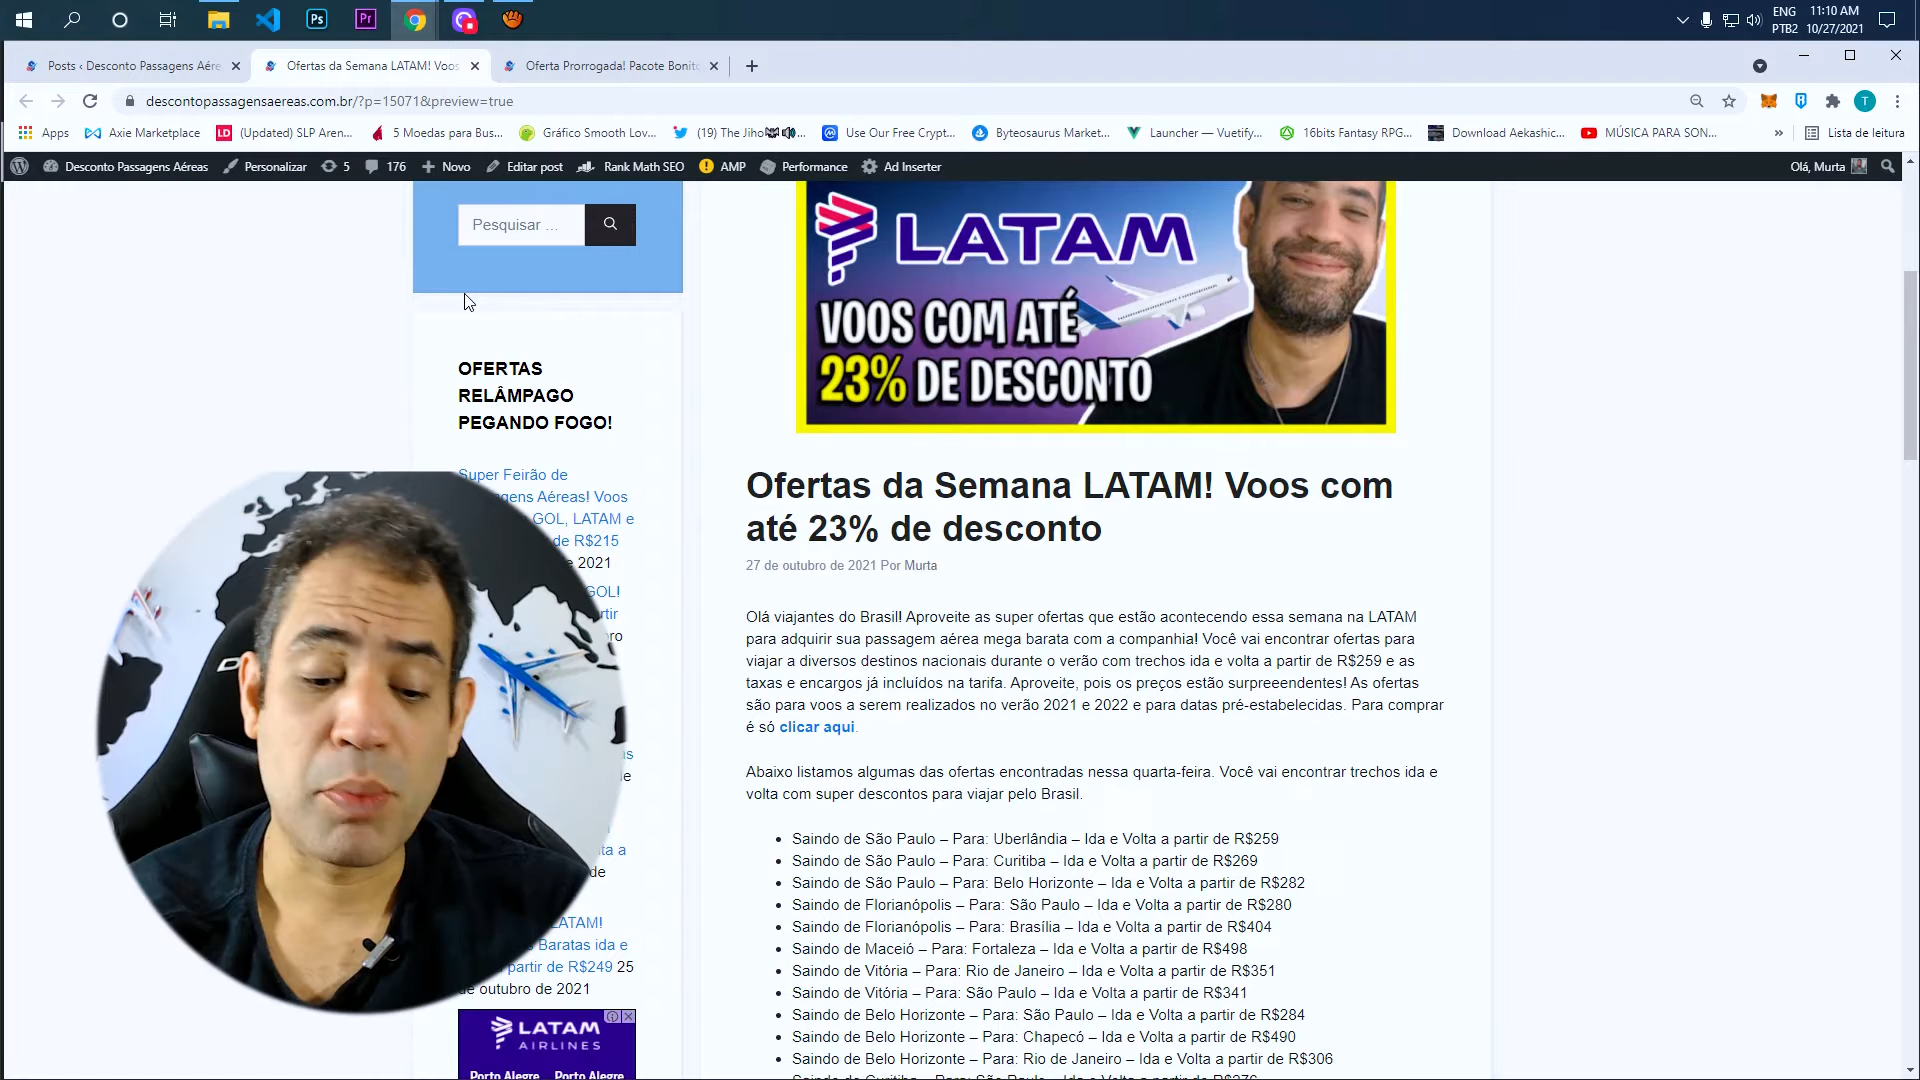 Ps
Pr
ENG
PTB2
11:10 AM
10/27/2021
Posts ‹ Desconto Passagens Aére
Ofertas da Semana LATAM! Voos
Oferta Prorrogada! Pacote Bonito
descontopassagensaereas.com.br/?p=15071&preview=true
T
Apps
Axie Marketplace
LD
(Updated) SLP Aren...
5 Moedas para Bus...
Gráfico Smooth Lov...
(19) The Jiho
Use Our Free Crypt...
Byteosaurus Market...
Launcher — Vuetify...
16bits Fantasy RPG...
Download Aekashic...
MÚSICA PARA SON...
»
Lista de leitura
Desconto Passagens Aéreas
Personalizar
5
176
Novo
Editar post
Rank Math SEO
AMP
Performance
Ad Inserter
Olá, Murta
Pesquisar ...
OFERTAS
RELÂMPAGO
PEGANDO FOGO!
Super Feirão de
agens Aéreas! Voos
GOL, LATAM e
de R$215
e 2021
GOL!
rtir
ro
as
de
ta a
de
LATAM!
Baratas ida e
partir de R$249 25
de outubro de 2021
LATAM
AIRLINES
Porto Alegre Porto Alegre
LATAM
VOOS COM ATÉ
23% DE DESCONTO
Ofertas da Semana LATAM! Voos com
até 23% de desconto
27 de outubro de 2021 Por Murta
Olá viajantes do Brasil! Aproveite as super ofertas que estão acontecendo essa semana na LATAM
para adquirir sua passagem aérea mega barata com a companhia! Você vai encontrar ofertas para
viajar a diversos destinos nacionais durante o verão com trechos ida e volta a partir de R$259 e as
taxas e encargos já incluídos na tarifa. Aproveite, pois os preços estão surpreeendentes! As ofertas
são para voos a serem realizados no verão 2021 e 2022 e para datas pré-estabelecidas. Para comprar
é só clicar aqui.
Abaixo listamos algumas das ofertas encontradas nessa quarta-feira. Você vai encontrar trechos ida e
volta com super descontos para viajar pelo Brasil.
• Saindo de São Paulo – Para: Uberlândia – Ida e Volta a partir de R$259
• Saindo de São Paulo – Para: Curitiba – Ida e Volta a partir de R$269
• Saindo de São Paulo – Para: Belo Horizonte – Ida e Volta a partir de R$282
• Saindo de Florianópolis – Para: São Paulo – Ida e Volta a partir de R$280
• Saindo de Florianópolis – Para: Brasília – Ida e Volta a partir de R$404
• Saindo de Maceió – Para: Fortaleza – Ida e Volta a partir de R$498
• Saindo de Vitória – Para: Rio de Janeiro – Ida e Volta a partir de R$351
• Saindo de Vitória – Para: São Paulo – Ida e Volta a partir de R$341
• Saindo de Belo Horizonte – Para: São Paulo – Ida e Volta a partir de R$284
• Saindo de Belo Horizonte – Para: Chapecó – Ida e Volta a partir de R$490
• Saindo de Belo Horizonte – Para: Rio de Janeiro – Ida e Volta a partir de R$306